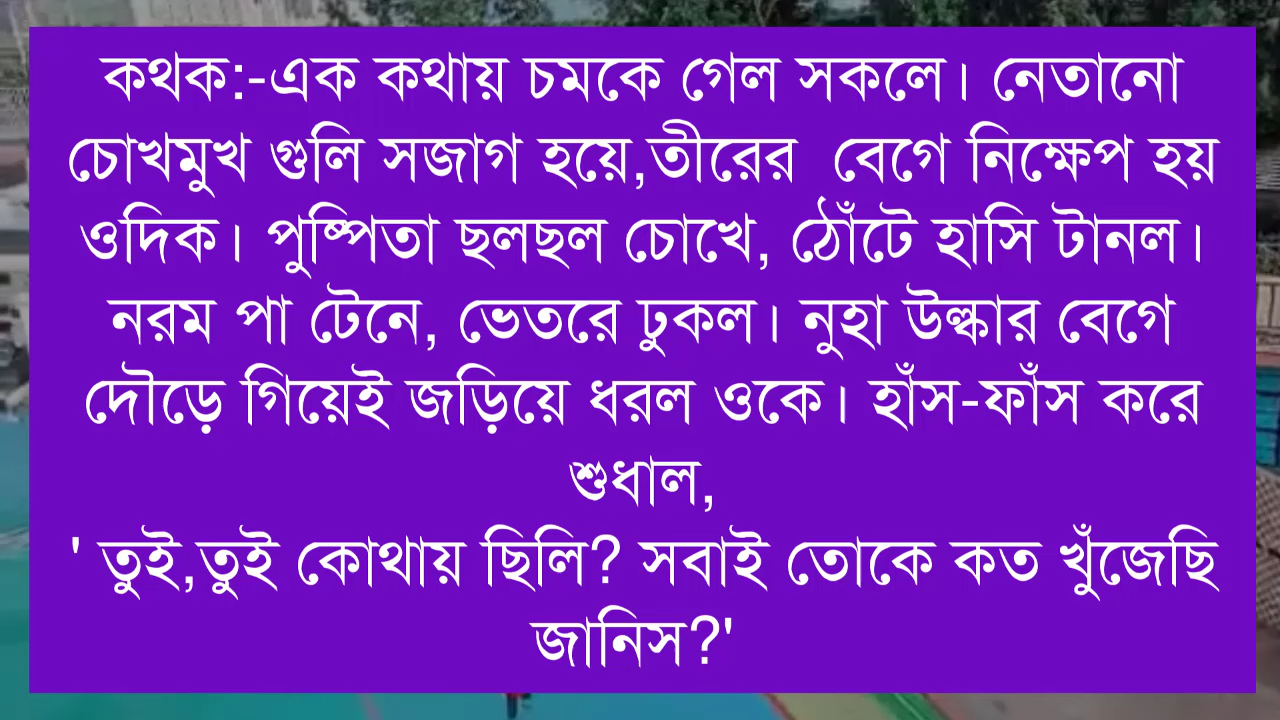 কথক:-এক কথায় চমকে গেল সকলে। নেতানো
চোখমুখ গুলি সজাগ হয়ে,তীরের বেগে নিক্ষেপ হয়
ওদিক। পুষ্পিতা ছলছল চোখে, ঠোঁটে হাসি টানল।
নরম পা টেনে, ভেতরে ঢুকল। নুহা উল্কার বেগে
দৌড়ে গিয়েই জড়িয়ে ধরল ওকে। হাঁস-ফাঁস করে
শুধাল,
' তুই,তুই কোথায় ছিলি? সবাই তোকে কত খুঁজেছি
জানিস?'